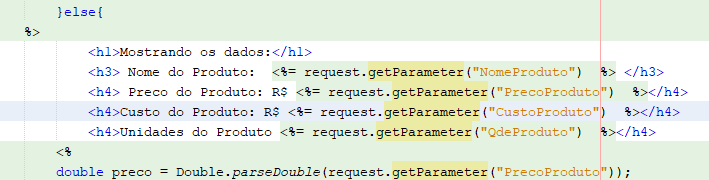 }else{
%>
<h1>Mostrando os dados:</h1>
<h3> Nome do Produto:  <%= request.getParameter("NomeProduto")  %> </h3>
<h4> Preco do Produto: R$ <%= request.getParameter("PrecoProduto")  %></h4>
<h4>Custo do Produto: R$ <%= request.getParameter("CustoProduto")  %></h4>
<h4>Unidades do Produto <%= request.getParameter("QdeProduto")  %></h4>
<%
double preco = Double.parseDouble(request.getParameter("PrecoProduto"));